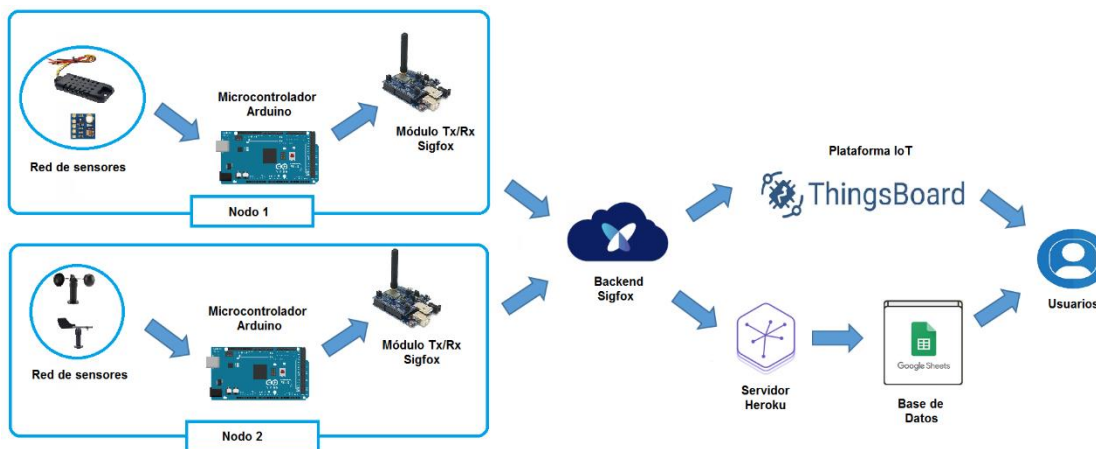 Red de sensores
Microcontrolador
Arduino
Módulo Tx/Rx
Sigfox
Nodo 1
Red de sensores
Microcontrolador
Arduino
Módulo Tx/Rx
Sigfox
Nodo 2
Backend
Sigfox
Plataforma IoT
ThingsBoard
Servidor
Heroku
Google Sheets
Base de
Datos
Usuarios